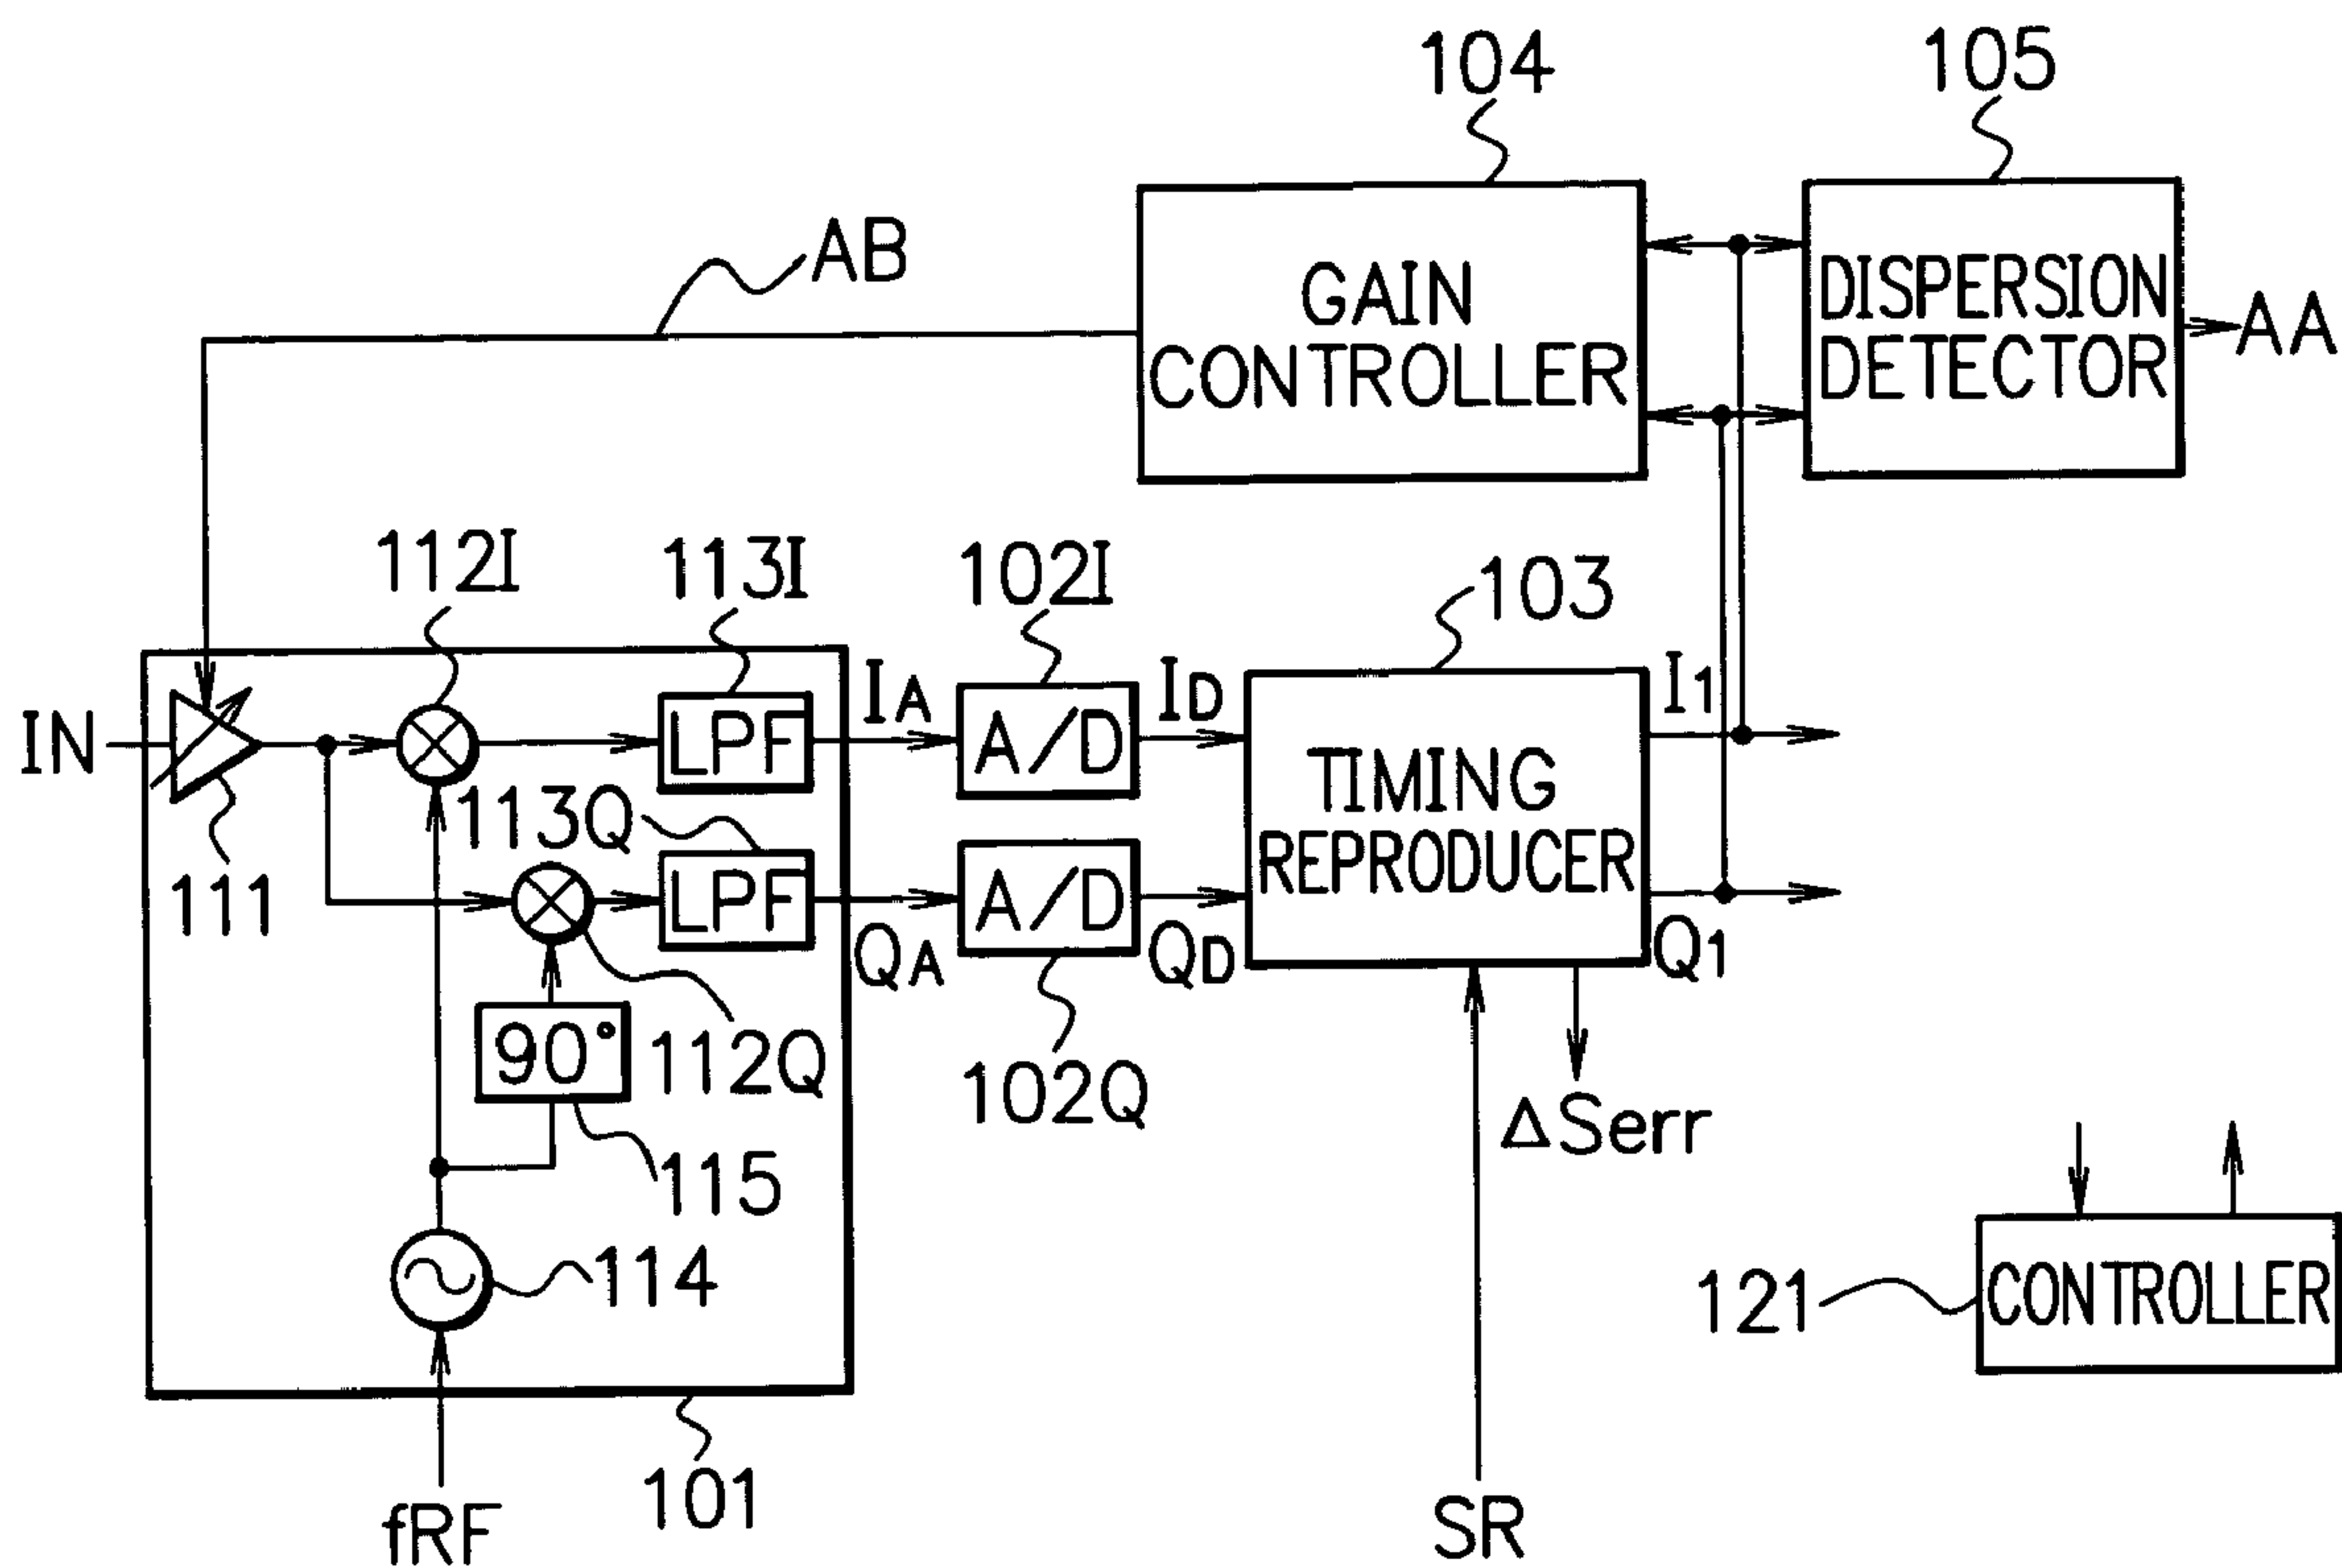 104
105
AB
GAIN
CONTROLLER
DISPERSION
DETECTOR
AA
112I
113I
102I
103
IN
LPF
IA
A/D
ID
TIMING
REPRODUCER
I1
111
113Q
LPF
QA
A/D
QD
Q1
90°
112Q
102Q
ΔSerr
115
114
121
CONTROLLER
101
fRF
SR